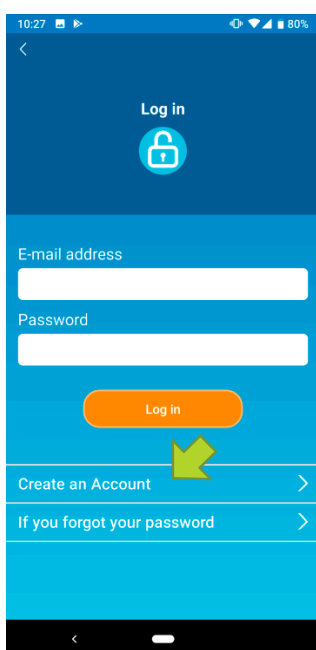 10:27 80%
Log in
E-mail address
Password
Log in
Create an Account
If you forgot your password